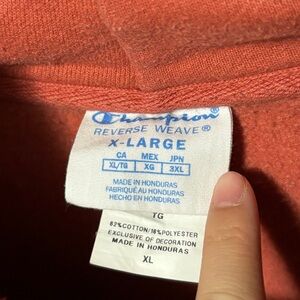 Champion
REVERSE WEAVE®
X-LARGE
CA MEX JPN
XL/TG XG 3XL
MADE IN HONDURAS
FABRIQUÉ AU HONDURAS
HECHO EN HONDURAS
TG
82%COTTON/18%POLYESTER
EXCLUSIVE OF DECORATION
MADE IN HONDURAS
XL